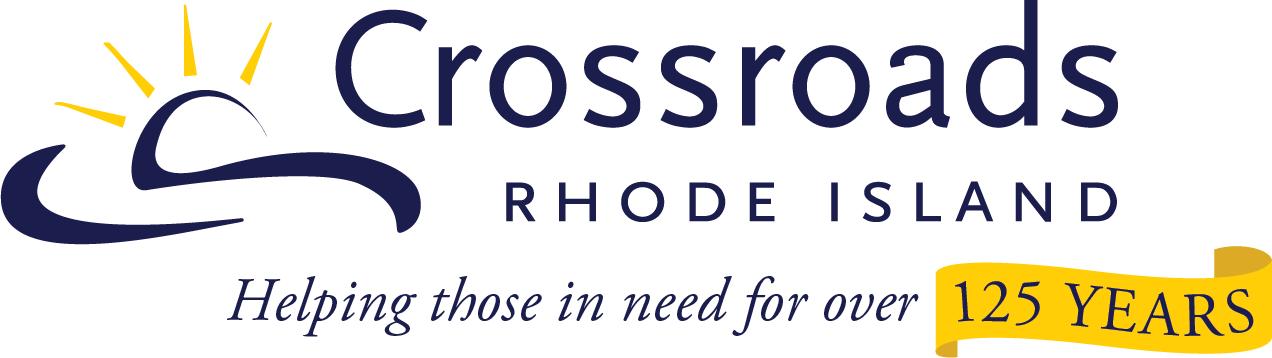 Crossroads
RHODE ISLAND
Helping those in need for over 125 YEARS